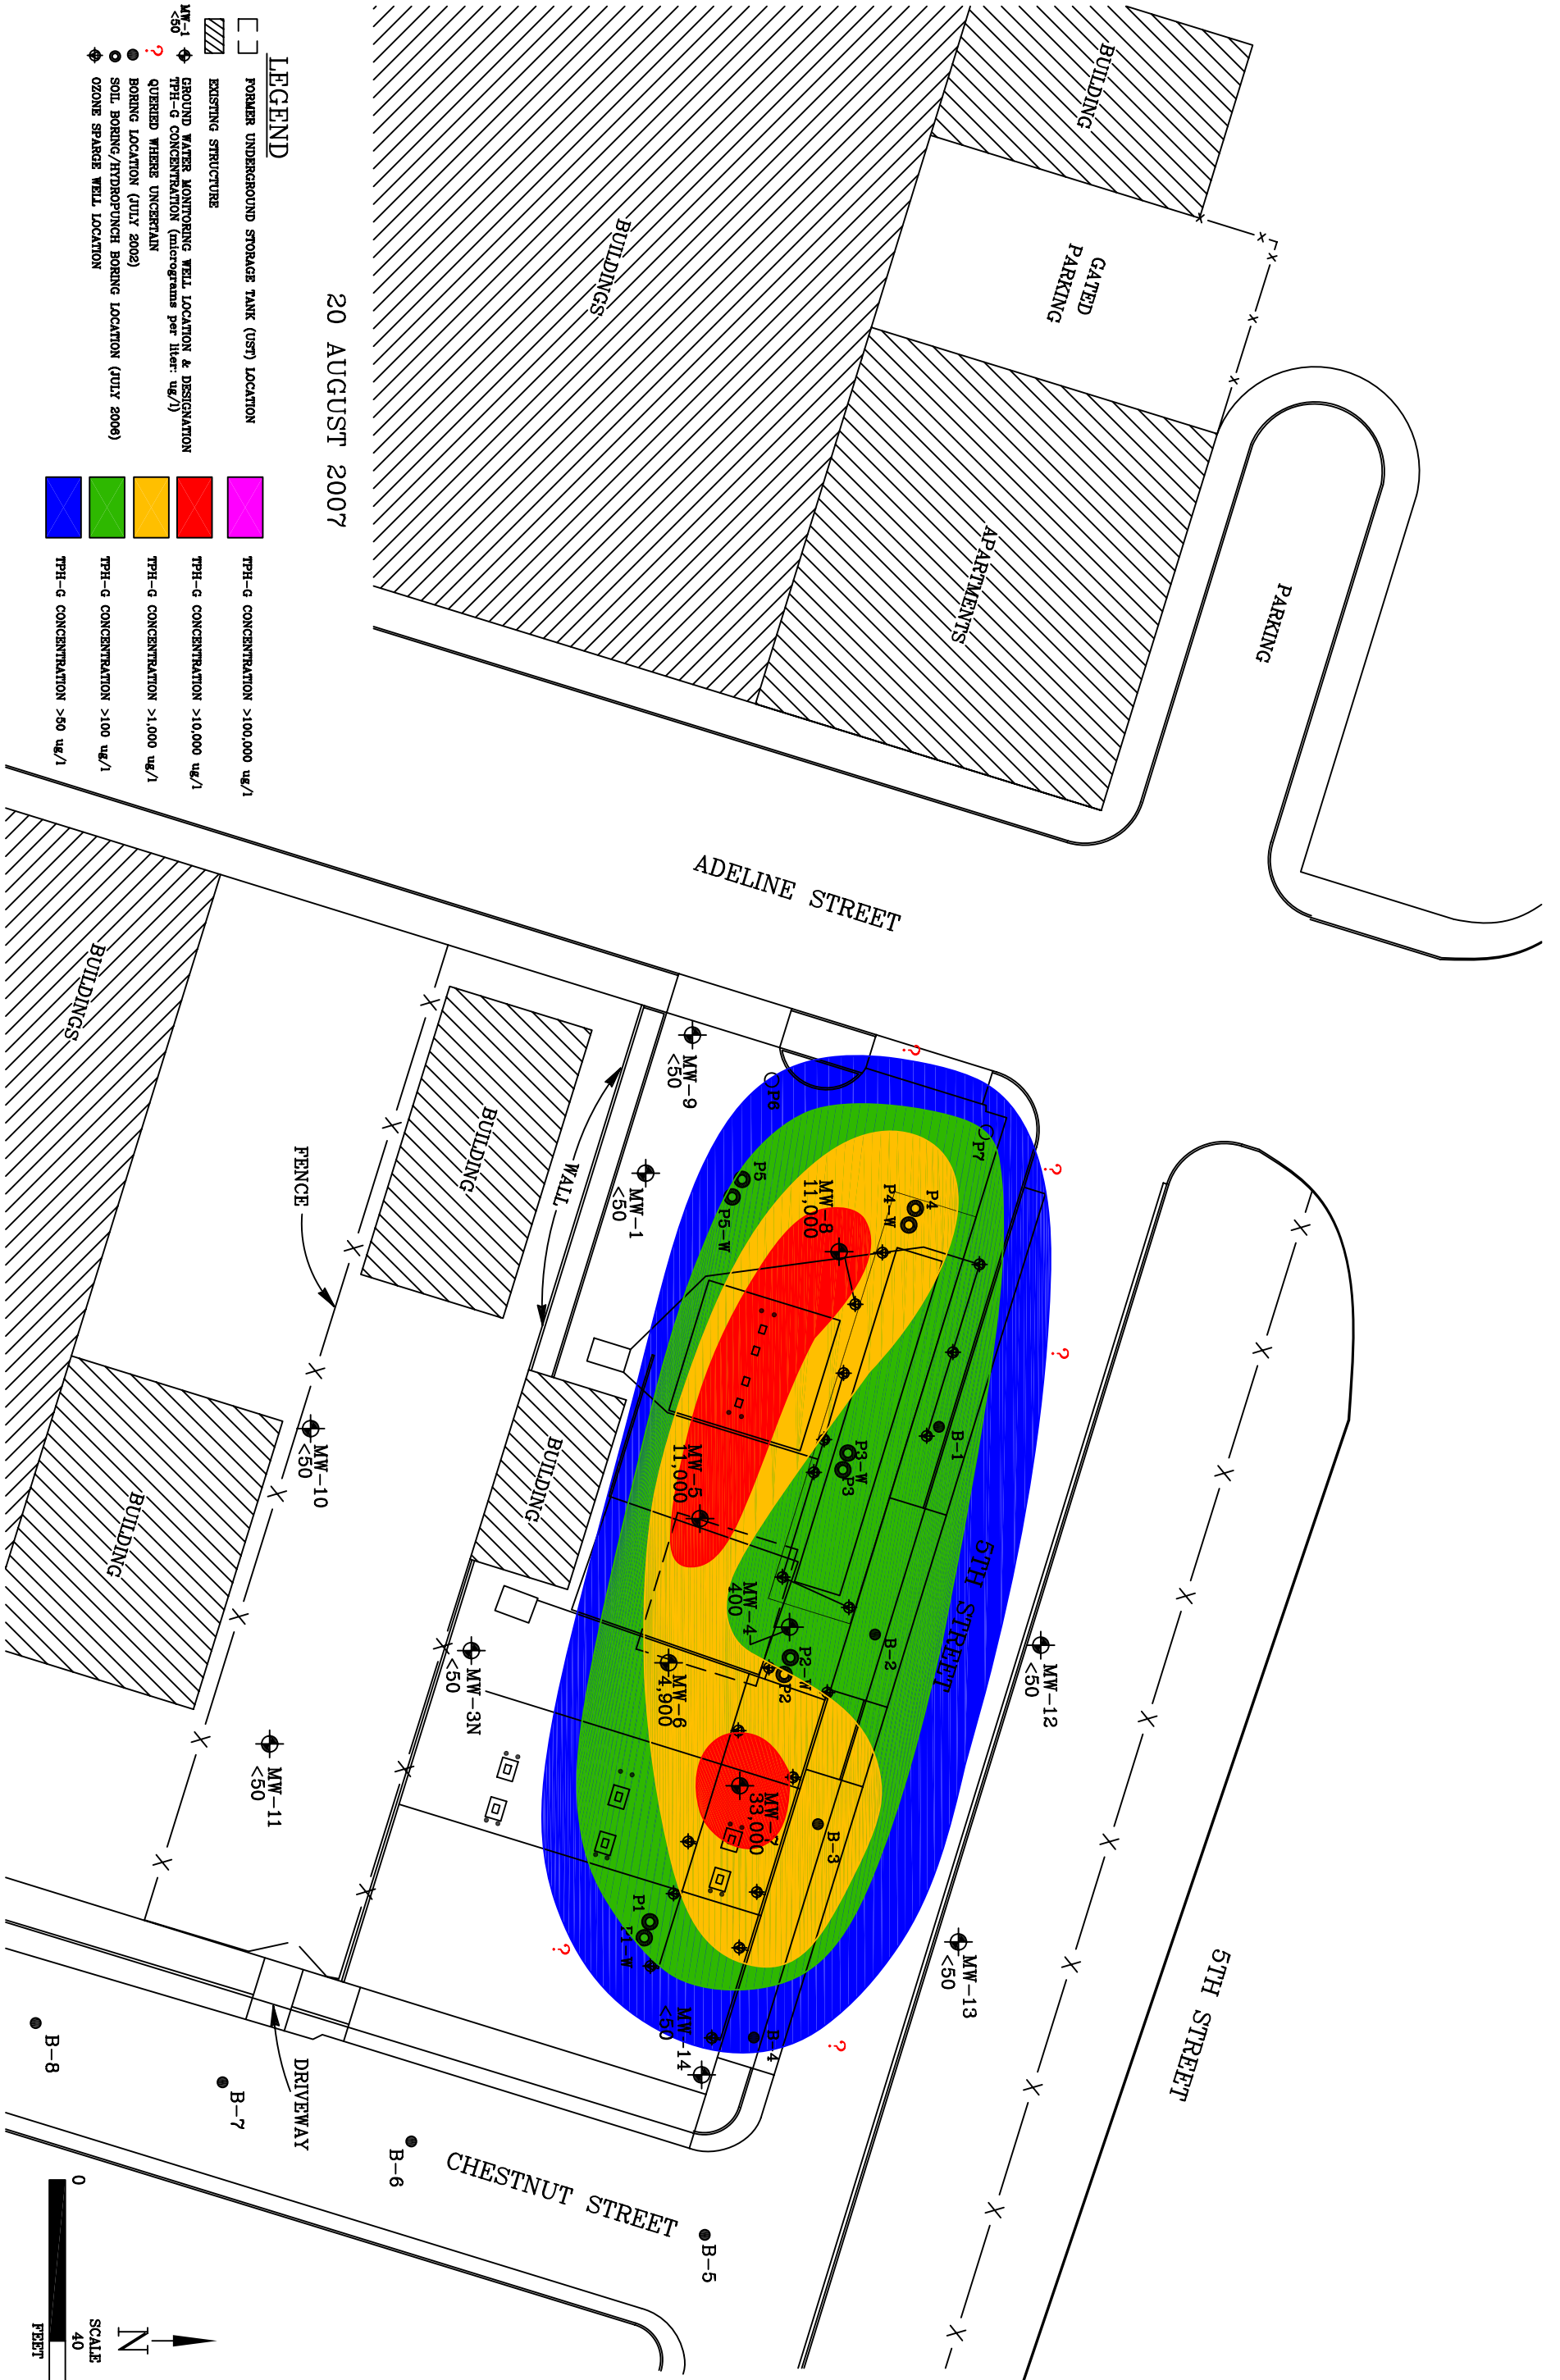 BUILDING
GATED
PARKING
BUILDINGS
APARTMENTS
PARKING
ADELINE STREET
5TH STREET
5TH STREET
CHESTNUT STREET
BUILDINGS
BUILDING
BUILDING
BUILDING
FENCE
WALL
DRIVEWAY
MW-9
<50
MW-1
<50
P6
P7
P5
P5-W
P4
P4-W
MW-8
11,000
B-1
P3-W
P3
MW-5
11,000
MW-4
400
P2-W
P2
B-2
MW-6
4,900
MW-3N
<50
MW-12
<50
MW-10
<50
MW-11
<50
MW-7
33,000
B-3
P1
P1-W
MW-13
<50
MW-14
<50
B-4
B-5
B-6
B-7
B-8
?
?
?
?
?
20 AUGUST 2007
LEGEND
FORMER UNDERGROUND STORAGE TANK (UST) LOCATION
EXISTING STRUCTURE
MW-1
<50
GROUND WATER MONITORING WELL LOCATION & DESIGNATION
TPH-G CONCENTRATION (micrograms per liter: ug/l)
? QUERIED WHERE UNCERTAIN
BORING LOCATION (JULY 2002)
SOIL BORING/HYDROPUNCH BORING LOCATION (JULY 2006)
OZONE SPARGE WELL LOCATION
TPH-G CONCENTRATION >100,000 ug/l
TPH-G CONCENTRATION >10,000 ug/l
TPH-G CONCENTRATION >1,000 ug/l
TPH-G CONCENTRATION >100 ug/l
TPH-G CONCENTRATION >50 ug/l
N
SCALE
0 40
FEET